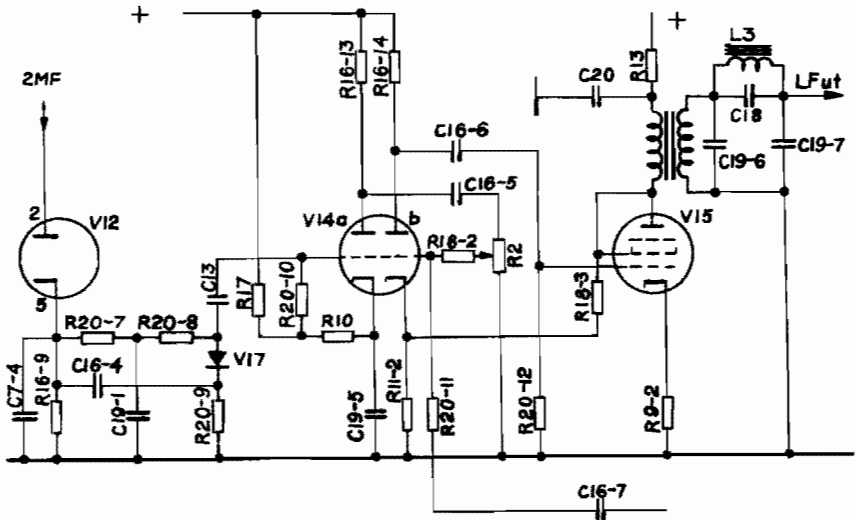 +
+
2MF
R16-13
R16-14
C20
R13
L3
LFut
C18
C16-6
C19-6
C19-7
C16-5
2
V12
V14a
b
V15
R18-2
R2
5
C13
R17
R20-10
R18-3
R20-7
R20-8
R10
V17
C7-4
R16-9
C16-4
C19-1
R20-9
C19-5
R11-2
R20-11
R20-12
R9-2
C16-7